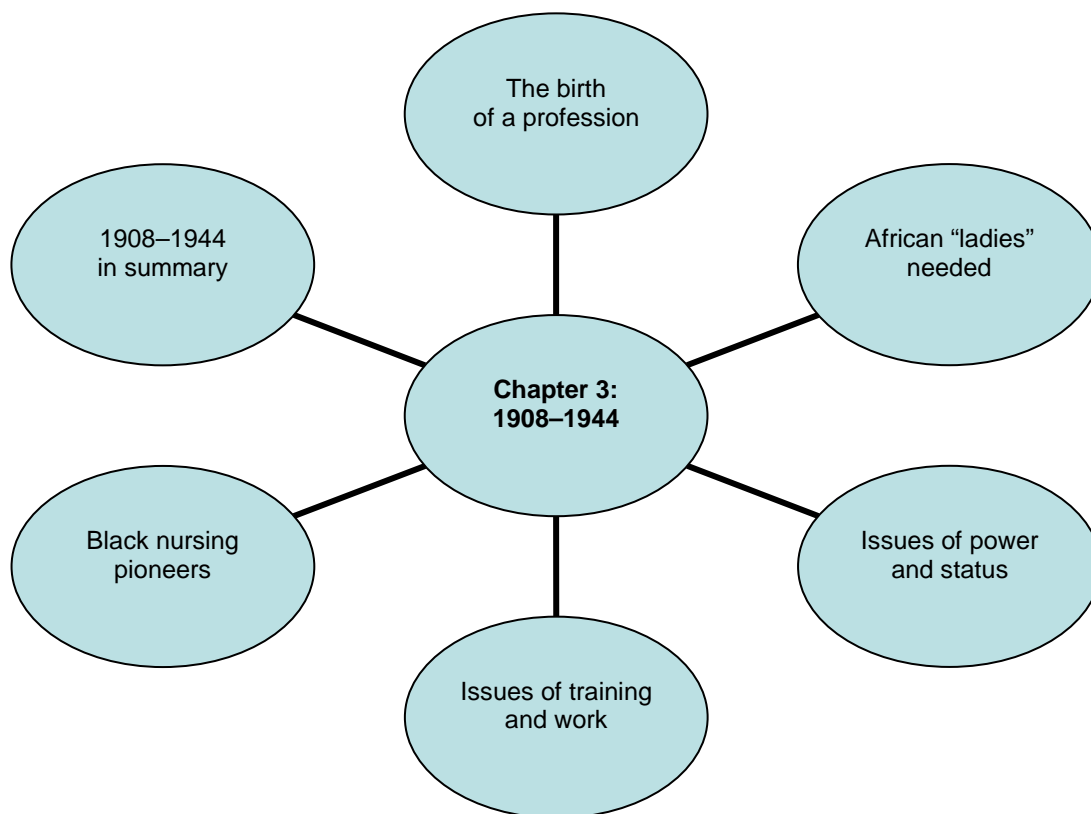 The birth
of a profession
1908–1944
in summary
African “ladies”
needed
Chapter 3:
1908–1944
Black nursing
pioneers
Issues of power
and status
Issues of training
and work